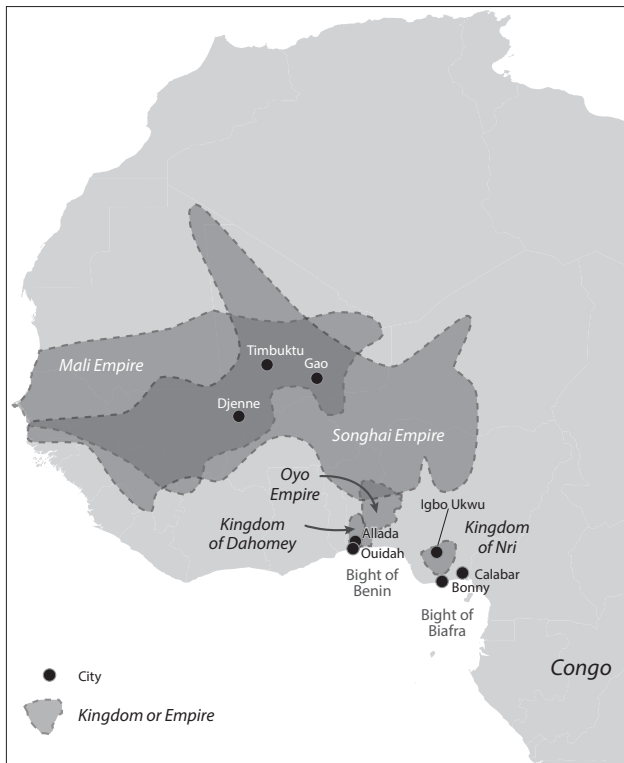 Mali Empire
Timbuktu
Gao
Djenne
Songhai Empire
Oyo
Empire
Igbo Ukwu
Kingdom
of Dahomey
Kingdom
of Nri
Allada
Ouidah
Calabar
Bonny
Bight of
Benin
Bight of
Biafra
Congo
City
Kingdom or Empire